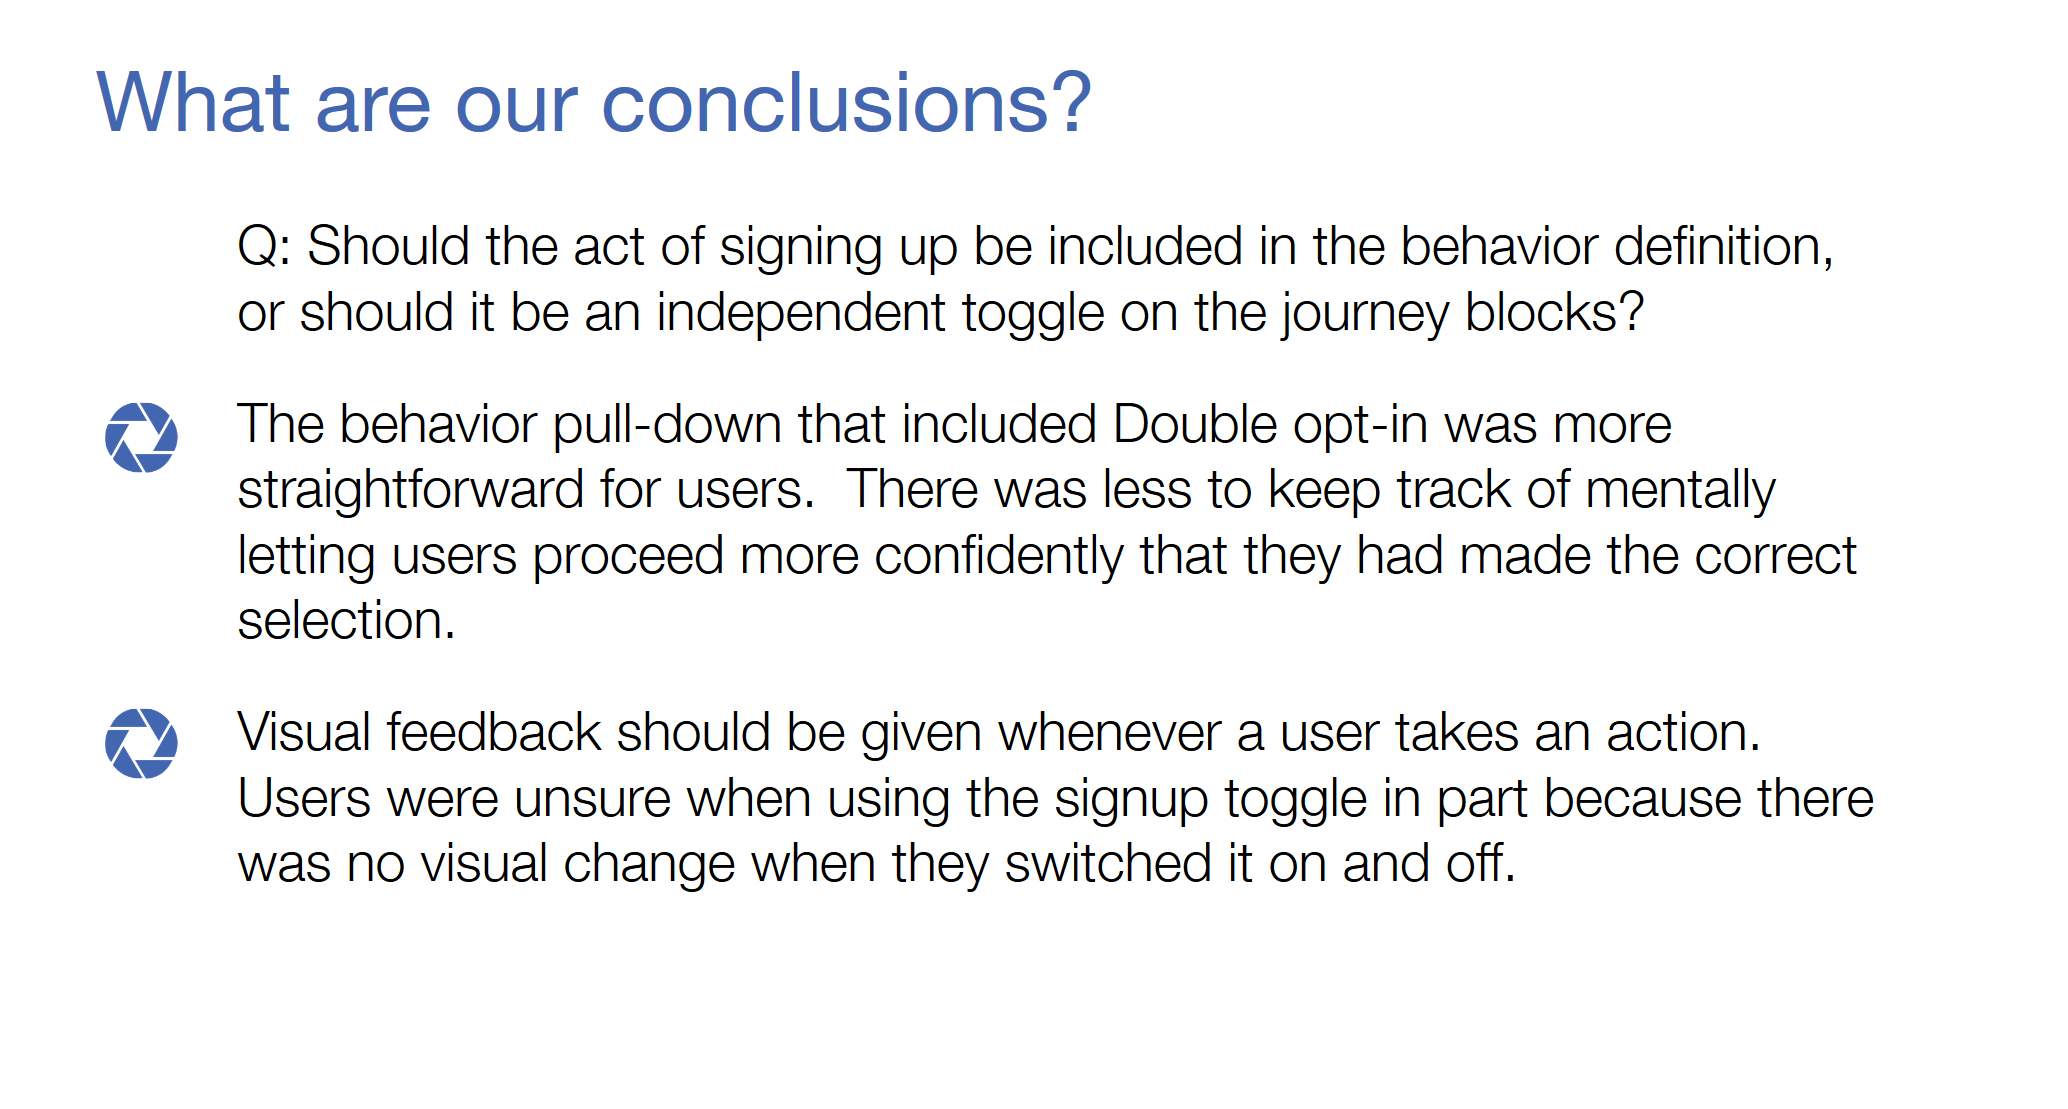 What are our conclusions?
Q: Should the act of signing up be included in the behavior definition,
or should it be an independent toggle on the journey blocks?
The behavior pull-down that included Double opt-in was more
straightforward for users.  There was less to keep track of mentally
letting users proceed more confidently that they had made the correct
selection.
Visual feedback should be given whenever a user takes an action.
Users were unsure when using the signup toggle in part because there
was no visual change when they switched it on and off.